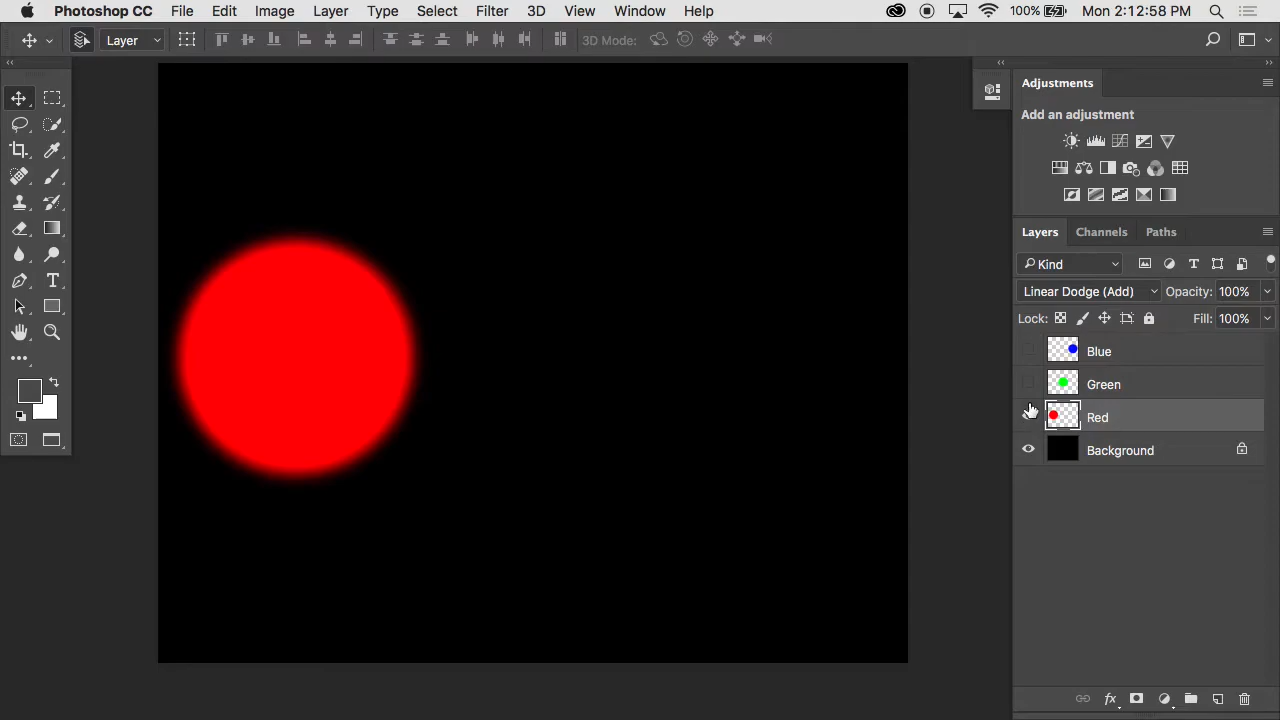 Photoshop CC File Edit Image Layer Type Select Filter 3D View Window Help 100% Mon 2:12:58 PM
Layer 3D Mode:
Adjustments
Add an adjustment
Layers Channels Paths
Kind
Linear Dodge (Add) Opacity: 100%
Lock: Fill: 100%
Blue
Green
Red
Background